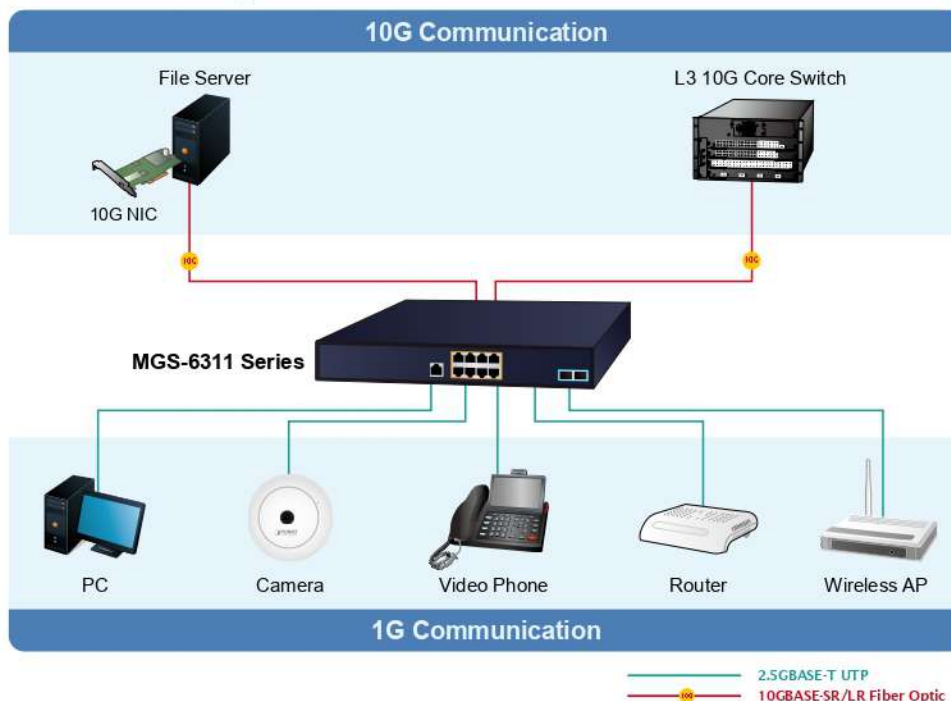 10G Communication
File Server
L3 10G Core Switch
10G NIC
10G
10G
MGS-6311 Series
PC
Camera
Video Phone
Router
Wireless AP
1G Communication
2.5GBASE-T UTP
10G
10GBASE-SR/LR Fiber Optic